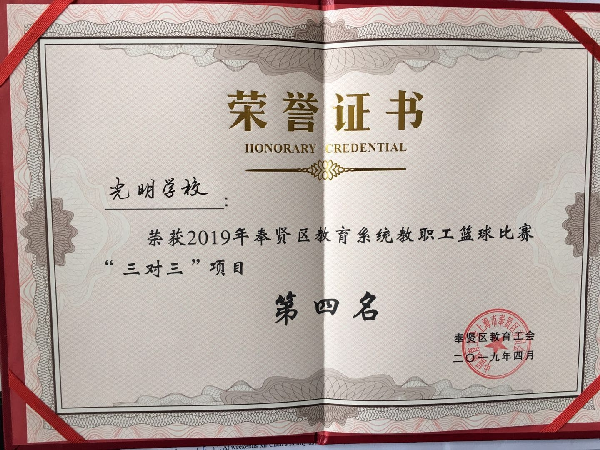 荣誉证书
HONORARY CREDENTIAL
光明学校：
荣获2019年奉贤区教育系统教职工篮球比赛
“三对三”项目
第四名
奉贤区教育工会
二〇一九年四月